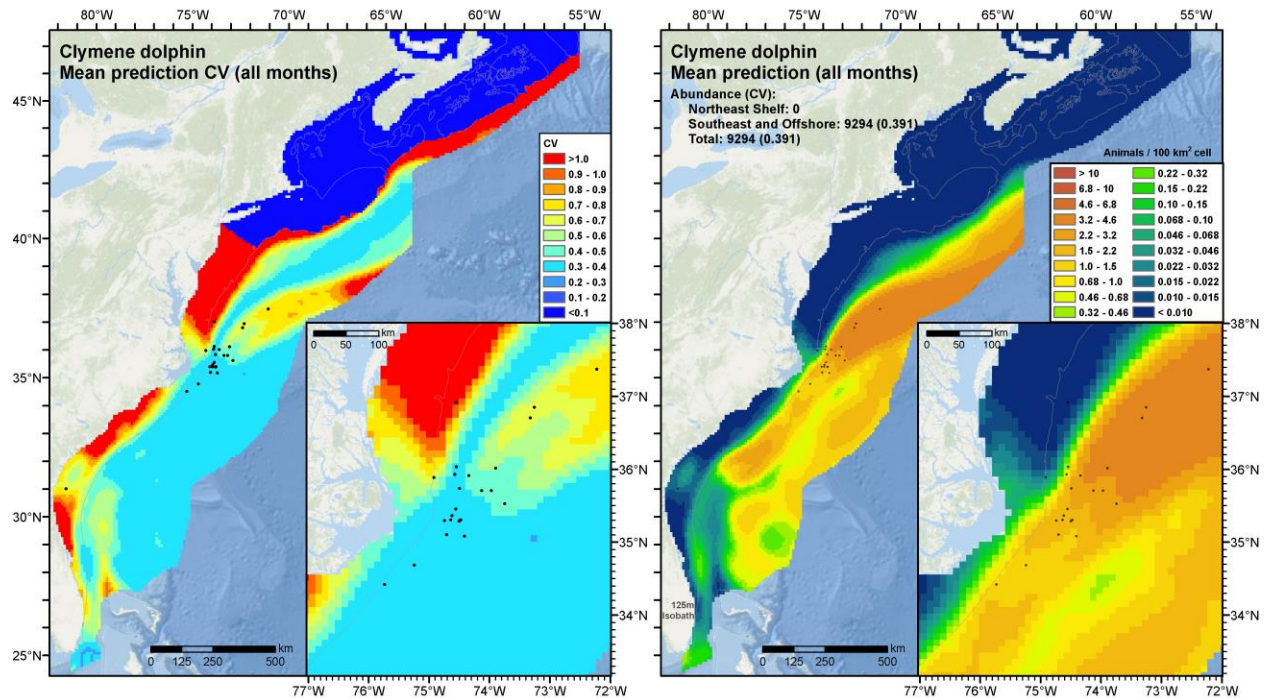 80°W 75°W 70°W 65°W 60°W 55°W
Clymene dolphin
Mean prediction CV (all months)
45°N
40°N
35°N
30°N
25°N
CV
>1.0
0.9 - 1.0
0.8 - 0.9
0.7 - 0.8
0.6 - 0.7
0.5 - 0.6
0.4 - 0.5
0.3 - 0.4
0.2 - 0.3
0.1 - 0.2
<0.1
0 50 100
km
38°N
37°N
36°N
35°N
34°N
0 125 250 500
km
77°W 76°W 75°W 74°W 73°W 72°W
80°W 75°W 70°W 65°W 60°W 55°W
Clymene dolphin
Mean prediction (all months)
Abundance (CV):
Northeast Shelf: 0
Southeast and Offshore: 9294 (0.391)
Total: 9294 (0.391)
Animals / 100 km² cell
> 10
6.8 - 10
4.6 - 6.8
3.2 - 4.6
2.2 - 3.2
1.5 - 2.2
1.0 - 1.5
0.68 - 1.0
0.46 - 0.68
0.32 - 0.46
0.22 - 0.32
0.15 - 0.22
0.10 - 0.15
0.068 - 0.10
0.046 - 0.068
0.032 - 0.046
0.022 - 0.032
0.015 - 0.022
0.010 - 0.015
< 0.010
45°N
40°N
35°N
30°N
25°N
0 50 100
km
38°N
37°N
36°N
35°N
34°N
125m
Isobath
0 125 250 500
km
77°W 76°W 75°W 74°W 73°W 72°W